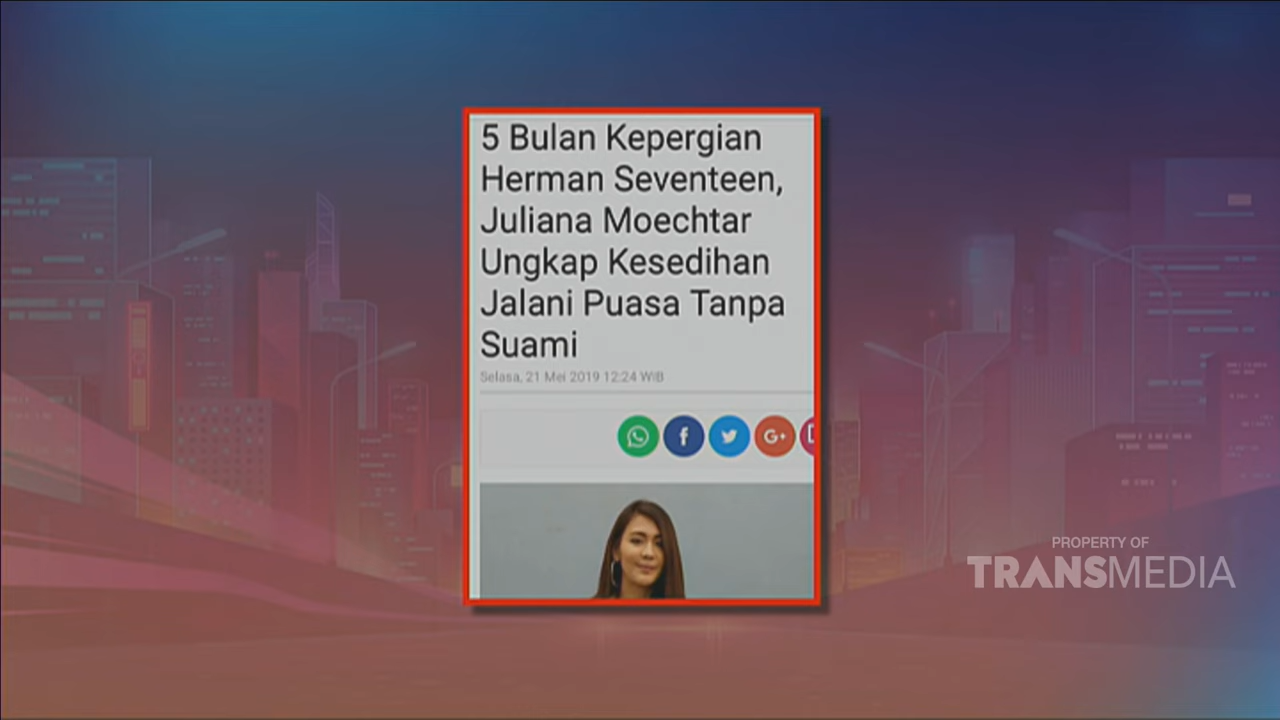 5 Bulan Kepergian
Herman Seventeen,
Juliana Moechtar
Ungkap Kesedihan
Jalani Puasa Tanpa
Suami
Selasa, 21 Mei 2019 12:24 WIB
f
G+
PROPERTY OF
TRANSMEDIA